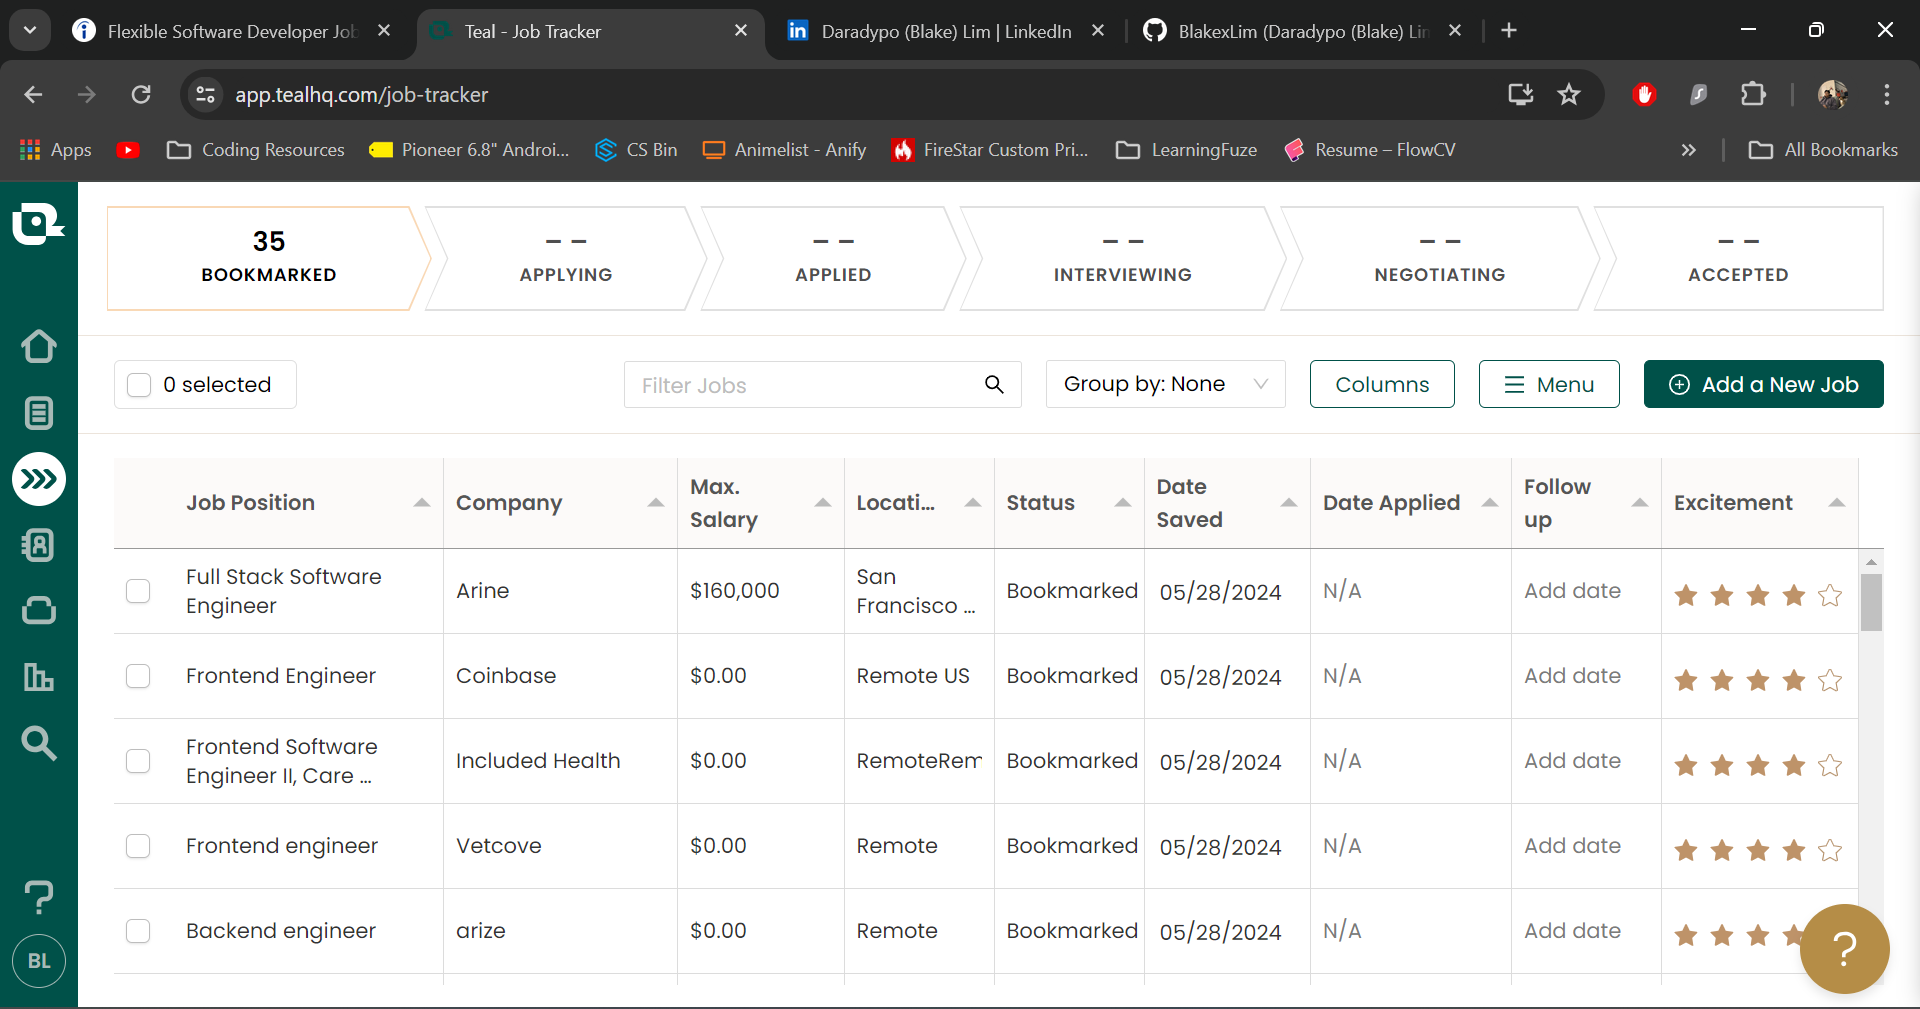 Flexible Software Developer Job
Teal - Job Tracker
Daradypo (Blake) Lim | LinkedIn
BlakexLim (Daradypo (Blake) Lim
app.tealhq.com/job-tracker
Apps
Coding Resources
Pioneer 6.8" Androi...
CS Bin
Animelist - Anify
FireStar Custom Pri...
LearningFuze
Resume – FlowCV
All Bookmarks
35
BOOKMARKED
– –
APPLYING
– –
APPLIED
– –
INTERVIEWING
– –
NEGOTIATING
– –
ACCEPTED
0 selected
Filter Jobs
Group by: None
Columns
Menu
Add a New Job
Job Position
Company
Max.
Salary
Locati...
Status
Date
Saved
Date Applied
Follow
up
Excitement
Full Stack Software
Engineer
Arine
$160,000
San
Francisco ...
Bookmarked
05/28/2024
N/A
Add date
Frontend Engineer
Coinbase
$0.00
Remote US
Bookmarked
05/28/2024
N/A
Add date
Frontend Software
Engineer II, Care ...
Included Health
$0.00
RemoteRem
Bookmarked
05/28/2024
N/A
Add date
Frontend engineer
Vetcove
$0.00
Remote
Bookmarked
05/28/2024
N/A
Add date
Backend engineer
arize
$0.00
Remote
Bookmarked
05/28/2024
N/A
Add date
?
BL
?